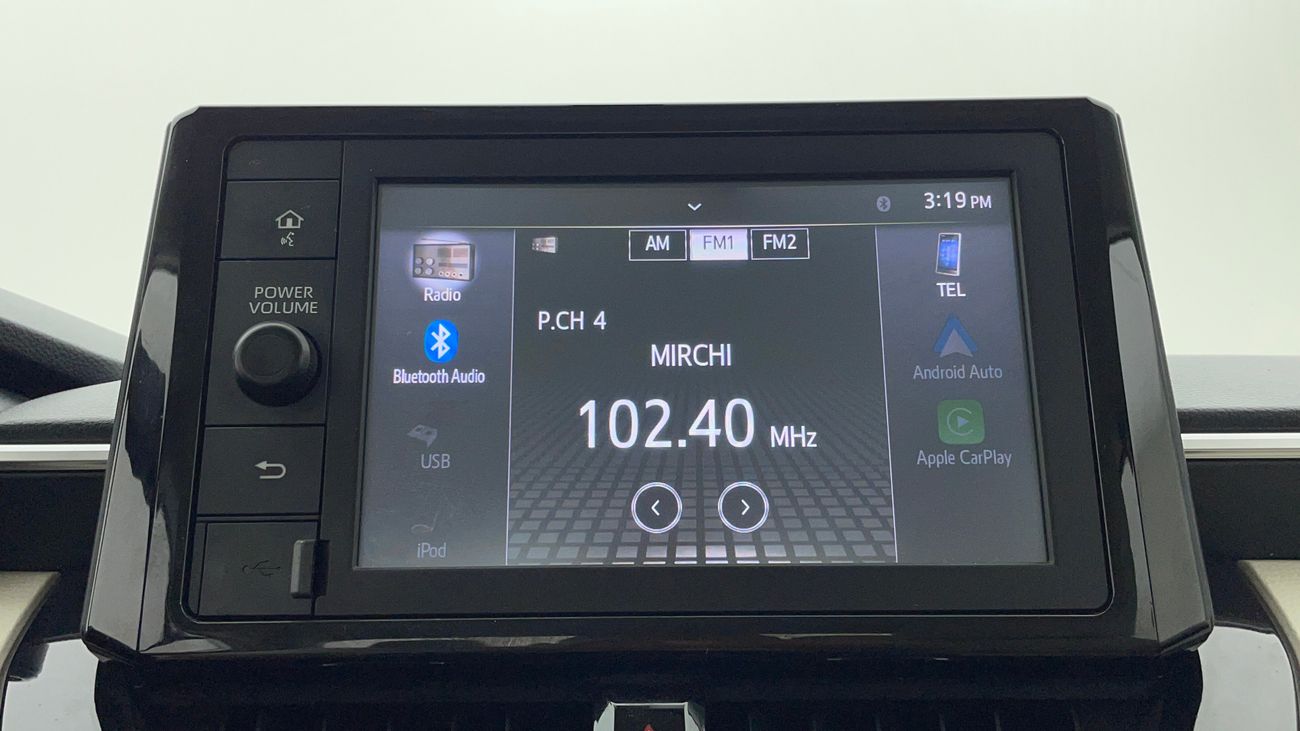 3:19 PM
AM FM1 FM2
POWER
VOLUME
Radio
Bluetooth Audio
USB
iPod
P.CH 4
MIRCHI
102.40 MHz
TEL
Android Auto
Apple CarPlay